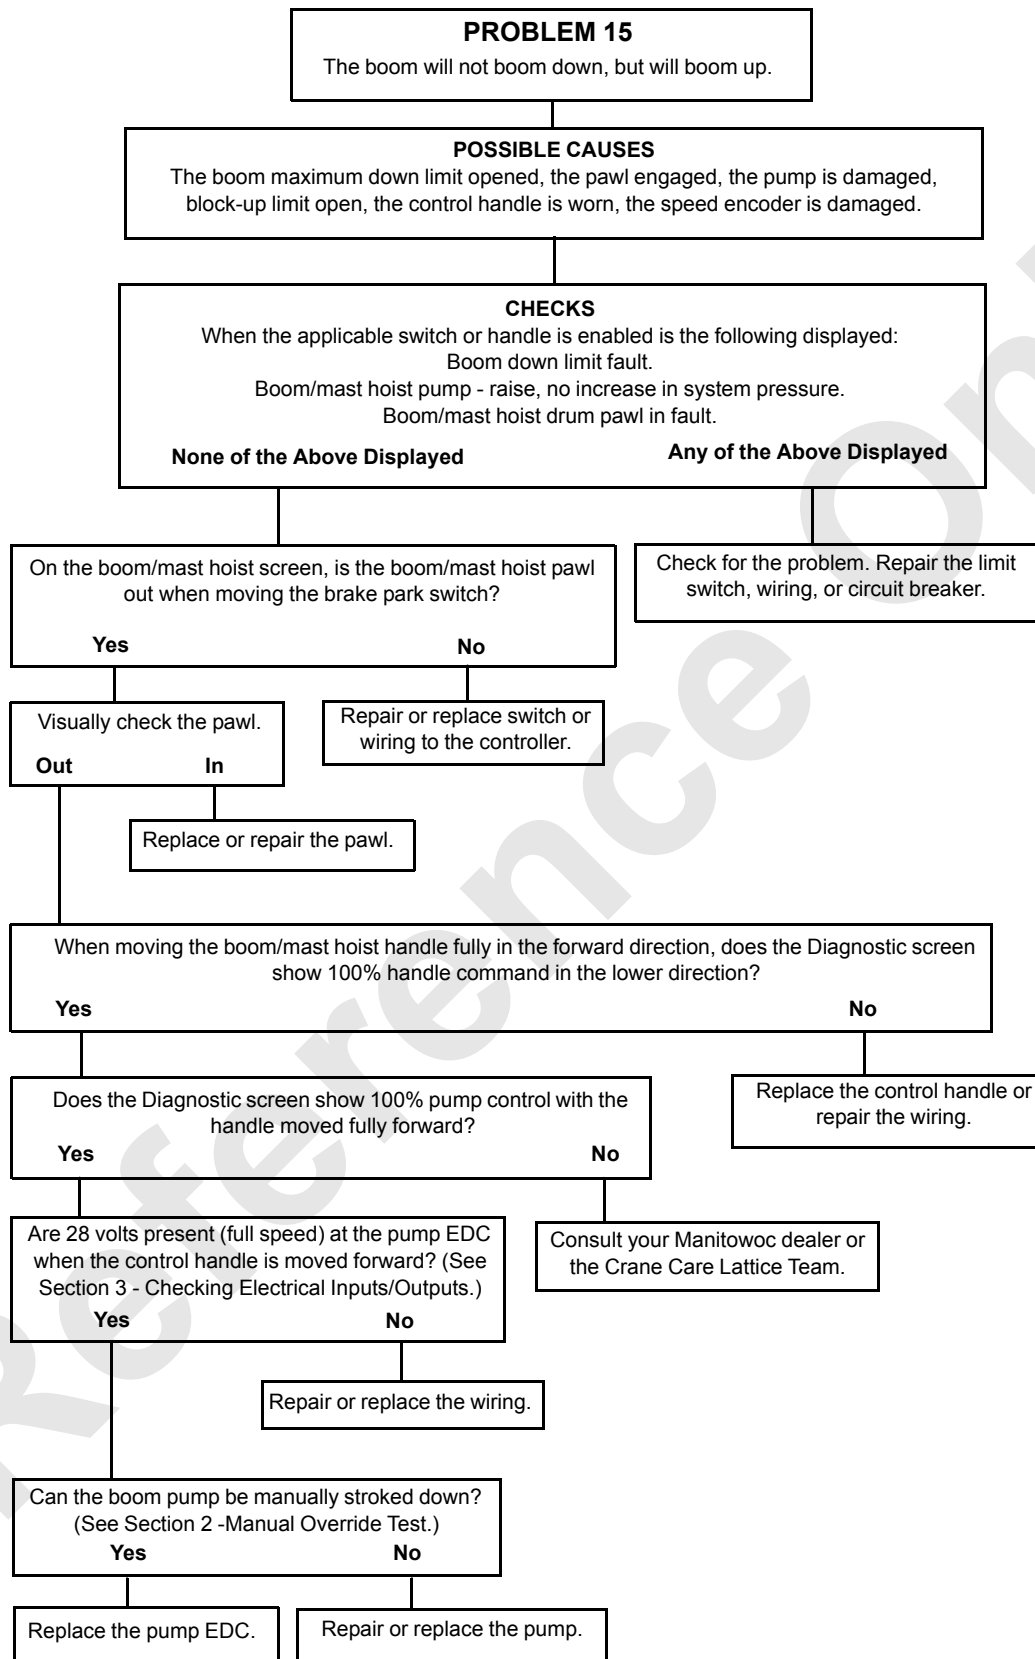 PROBLEM 15
The boom will not boom down, but will boom up.
POSSIBLE CAUSES
The boom maximum down limit opened, the pawl engaged, the pump is damaged,
block-up limit open, the control handle is worn, the speed encoder is damaged.
CHECKS
When the applicable switch or handle is enabled is the following displayed:
Boom down limit fault.
Boom/mast hoist pump - raise, no increase in system pressure.
Boom/mast hoist drum pawl in fault.
None of the Above Displayed
Any of the Above Displayed
On the boom/mast hoist screen, is the boom/mast hoist pawl
out when moving the brake park switch?
Yes
No
Check for the problem. Repair the limit
switch, wiring, or circuit breaker.
Visually check the pawl.
Out
In
Repair or replace switch or
wiring to the controller.
Replace or repair the pawl.
When moving the boom/mast hoist handle fully in the forward direction, does the Diagnostic screen
show 100% handle command in the lower direction?
Yes
No
Does the Diagnostic screen show 100% pump control with the
handle moved fully forward?
Yes
No
Replace the control handle or
repair the wiring.
Are 28 volts present (full speed) at the pump EDC
when the control handle is moved forward? (See
Section 3 - Checking Electrical Inputs/Outputs.)
Yes
No
Consult your Manitowoc dealer or
the Crane Care Lattice Team.
Repair or replace the wiring.
Can the boom pump be manually stroked down?
(See Section 2 -Manual Override Test.)
Yes
No
Replace the pump EDC.
Repair or replace the pump.
Reference